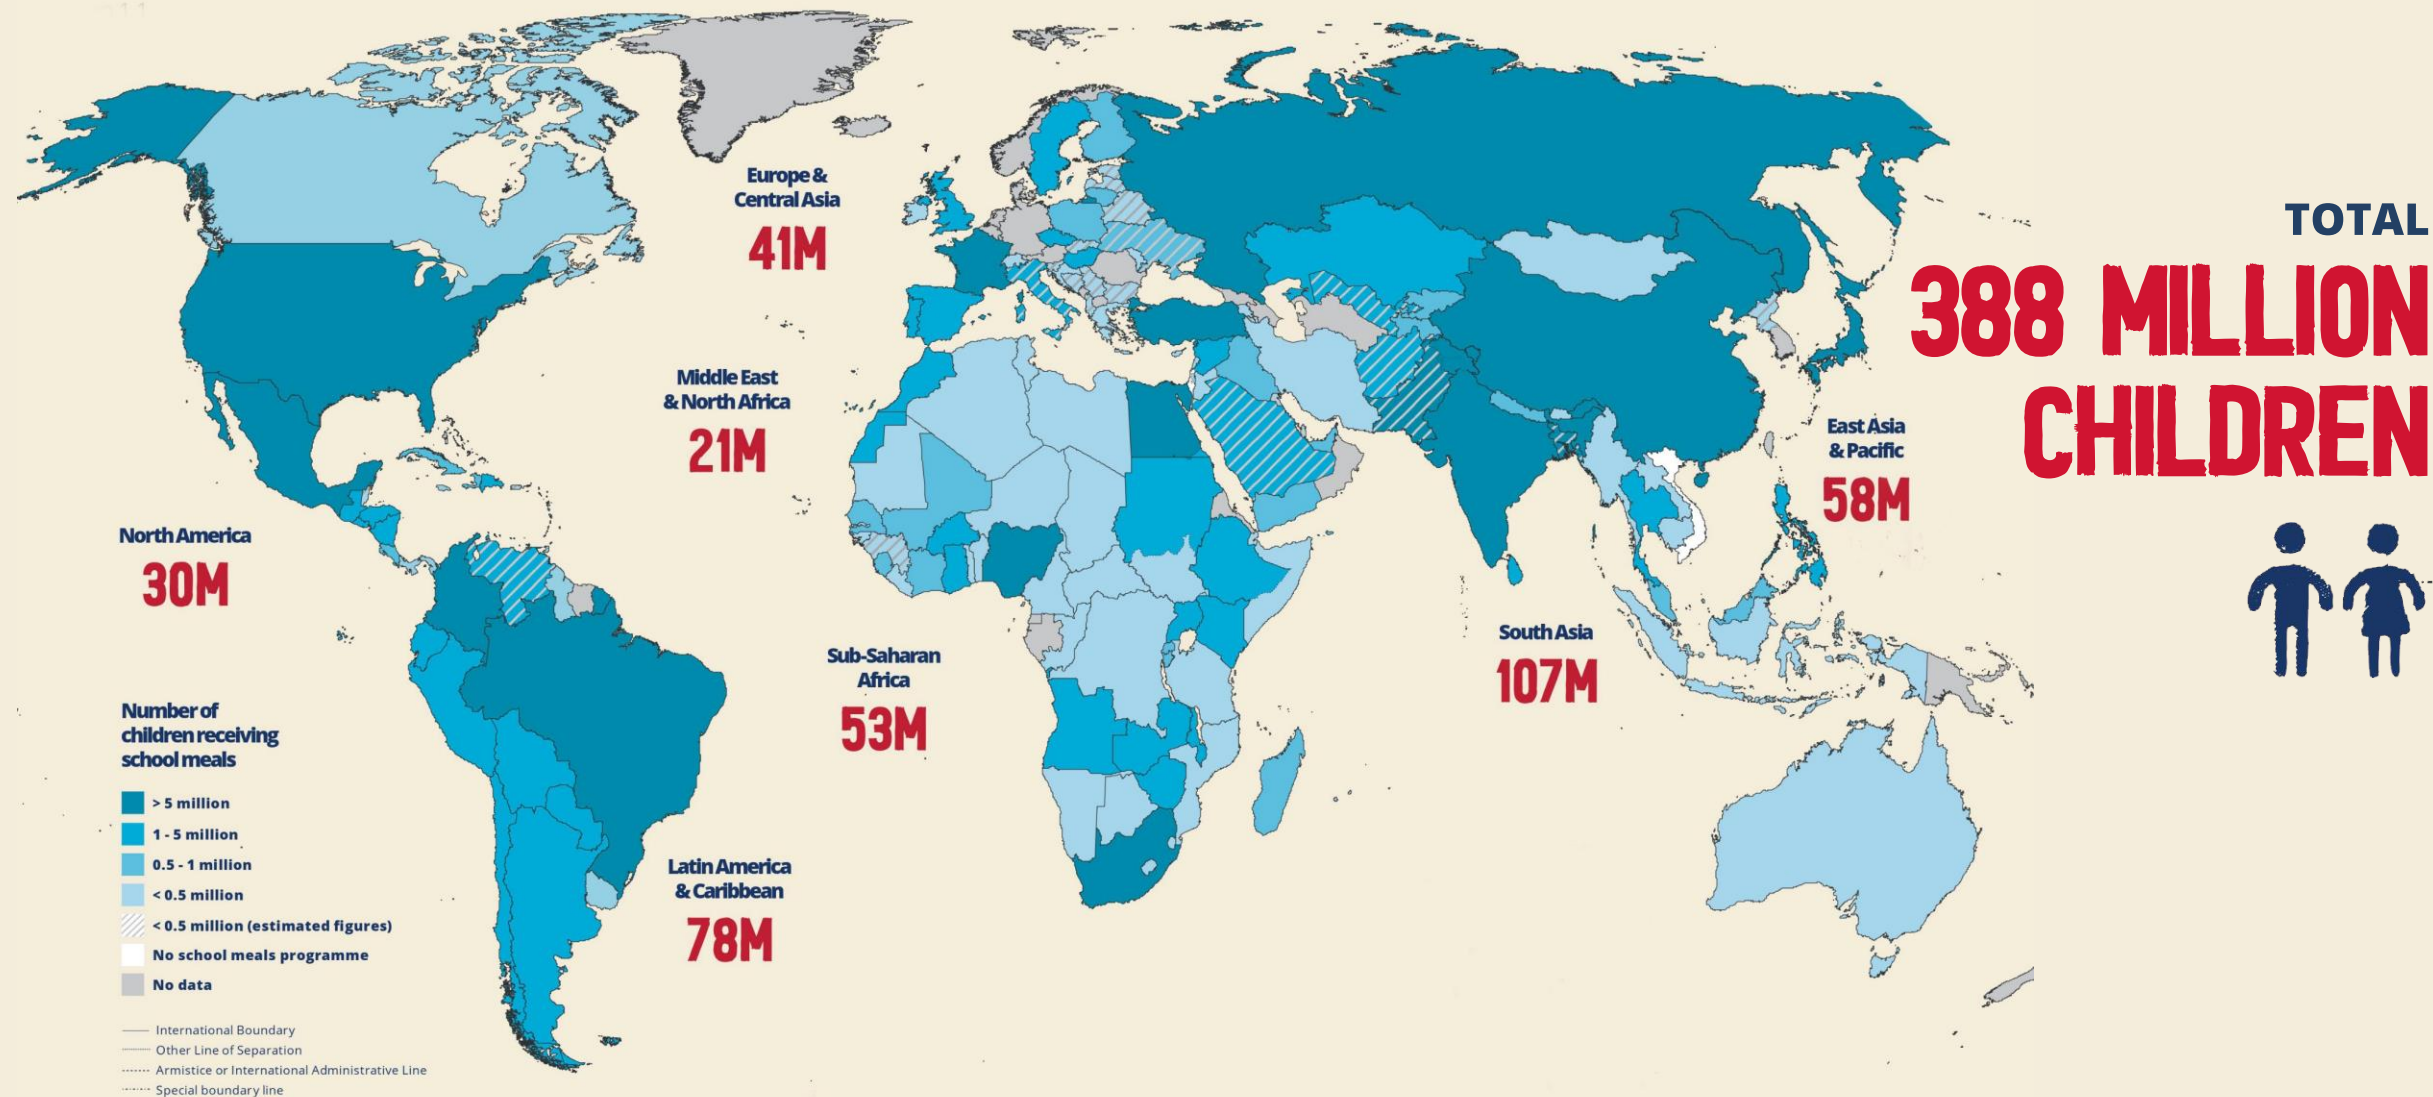 Europe &
Central Asia
41M
Middle East
& North Africa
21M
North America
30M
Sub-Saharan
Africa
53M
Latin America
& Caribbean
78M
South Asia
107M
East Asia
& Pacific
58M
TOTAL
388 MILLION
CHILDREN
Number of
children receiving
school meals
> 5 million
1 - 5 million
0.5 - 1 million
< 0.5 million
< 0.5 million (estimated figures)
No school meals programme
No data
International Boundary
Other Line of Separation
Armistice or International Administrative Line
Special boundary line